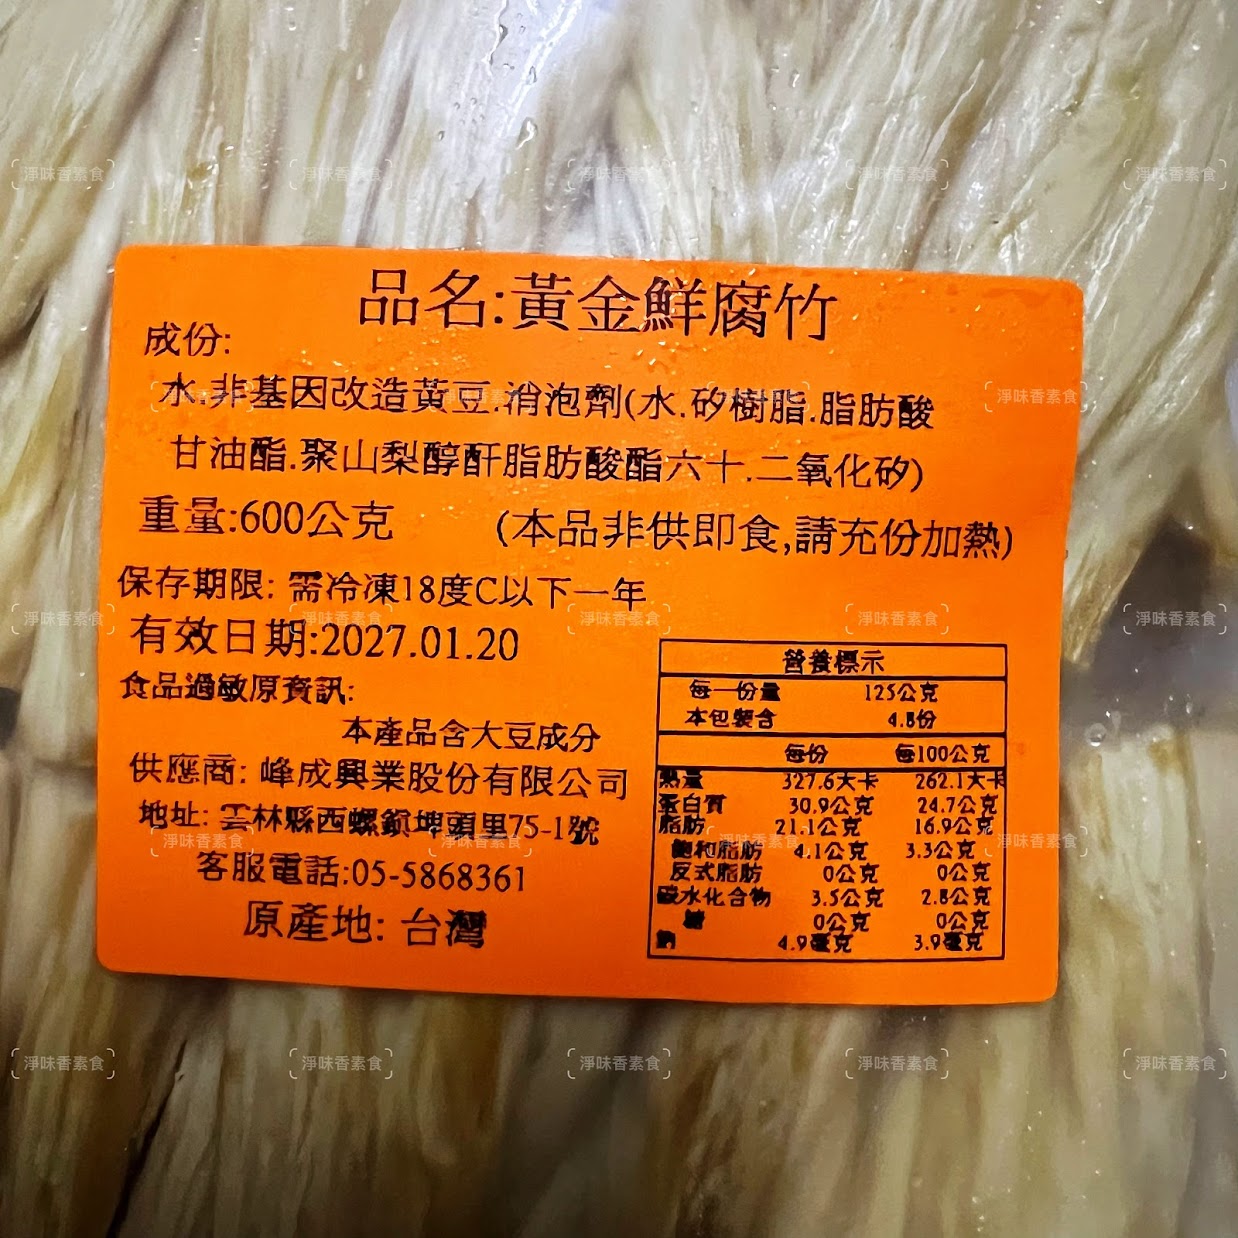 品名:黃金鮮腐竹
成份:
水.非基因改造黃豆.消泡劑(水.矽樹脂.脂肪酸
甘油酯.聚山梨醇酐脂肪酸酯六十.二氧化矽)
重量:600公克 (本品非供即食,請充份加熱)
保存期限: 需冷凍18度C以下一年
有效日期:2027.01.20
食品過敏原資訊:
本產品含大豆成分
供應商: 峰成興業股份有限公司
地址: 雲林縣西螺鎮埤頭里75-1號
客服電話:05-5868361
原產地: 台灣
營養標示
每一份量 125公克
本包裝含 4.8份
每份 每100公克
熱量 327.6大卡 262.1大卡
蛋白質 30.9公克 24.7公克
脂肪 21.1公克 16.9公克
飽和脂肪 4.1公克 3.3公克
反式脂肪 0公克 0公克
碳水化合物 3.5公克 2.8公克
糖 0公克 0公克
鈉 4.9毫克 3.9毫克
淨味香素食